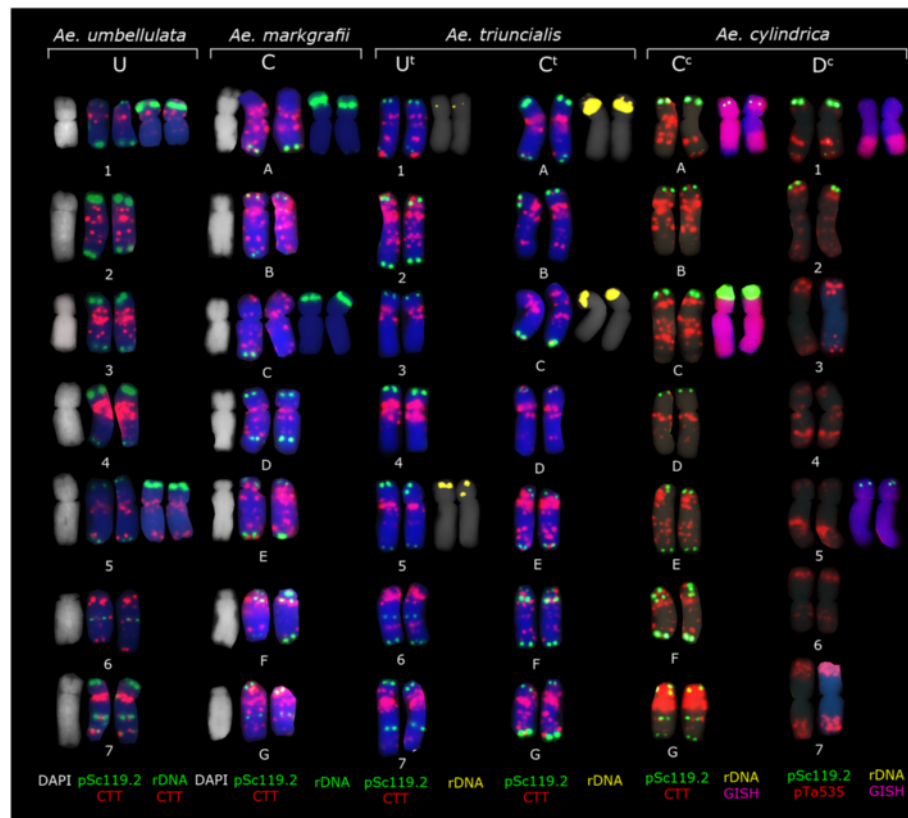 Ae. umbellulata Ae. markgrafii Ae. triuncialis Ae. cylindrica
U C Uᵗ Cᵗ Cᶜ Dᶜ
1 A 1 A A 1
2 B 2 B B 2
3 C 3 C C 3
4 D 4 D D 4
5 E 5 E E 5
6 F 6 F F 6
7 G 7 G G 7
DAPI pSc119.2 rDNA DAPI pSc119.2 rDNA pSc119.2 rDNA pSc119.2 rDNA pSc119.2 rDNA pSc119.2 rDNA
CTT CTT CTT CTT CTT CTT GISH pTa535 GISH